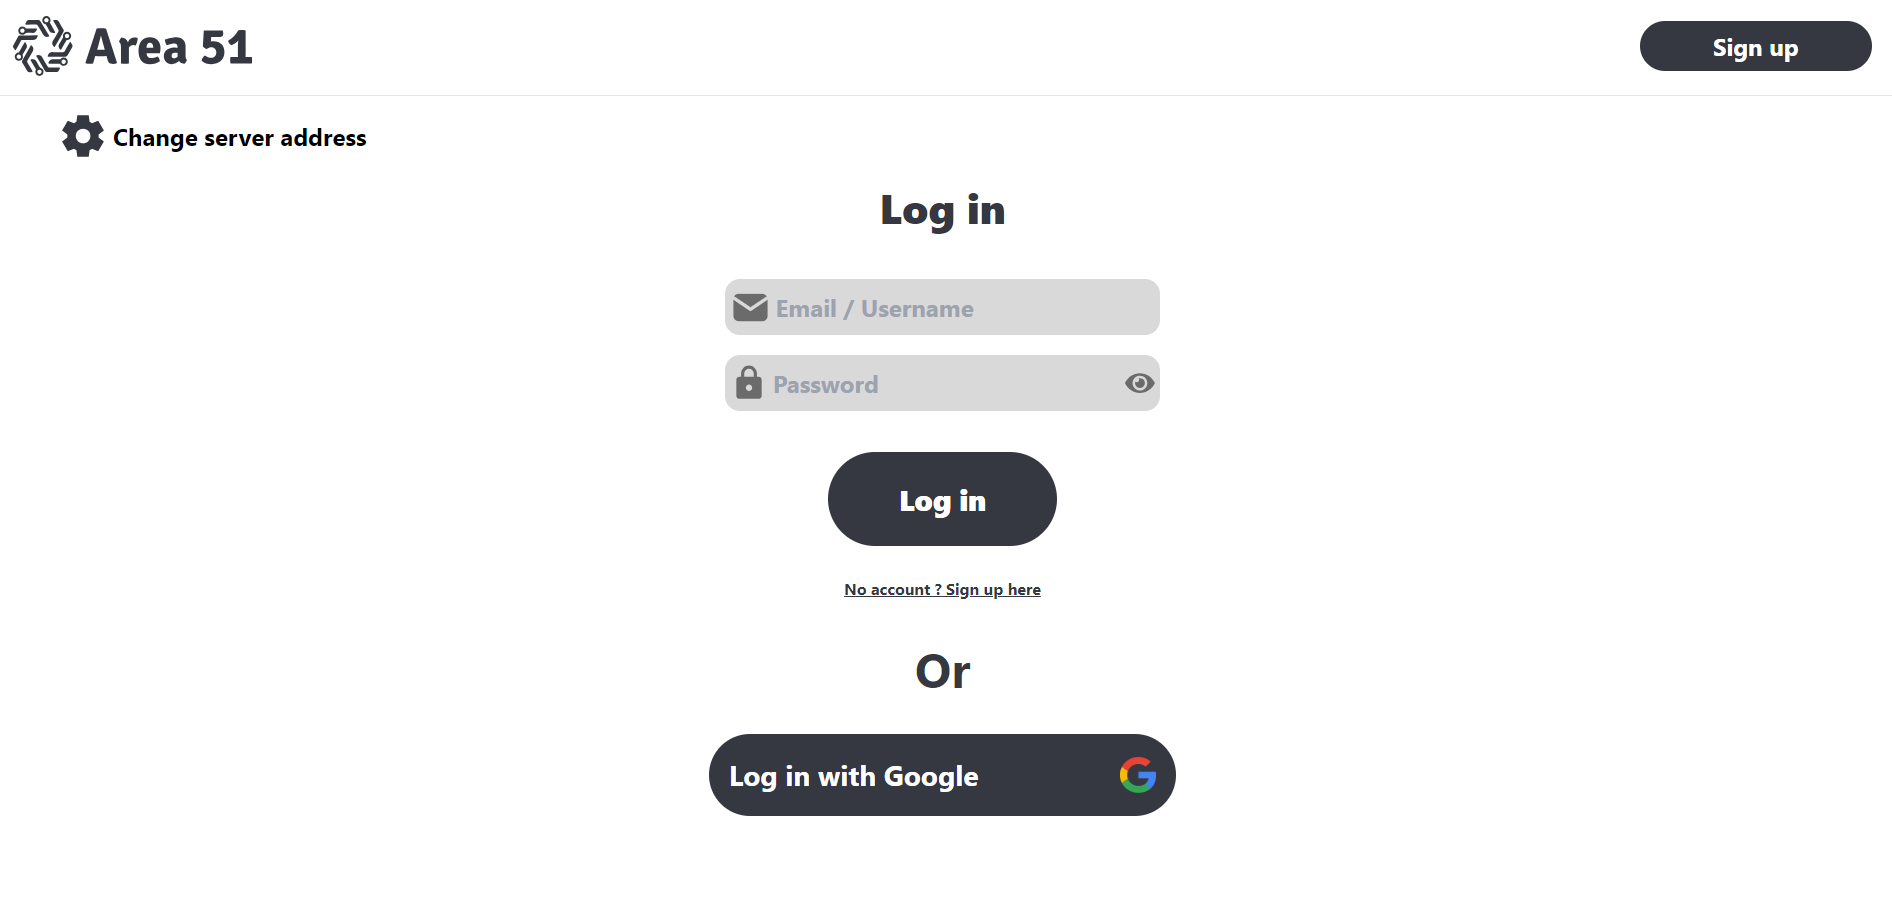 Area 51
Sign up
Change server address
Log in
Email / Username
Password
Log in
No account ? Sign up here
Or
Log in with Google